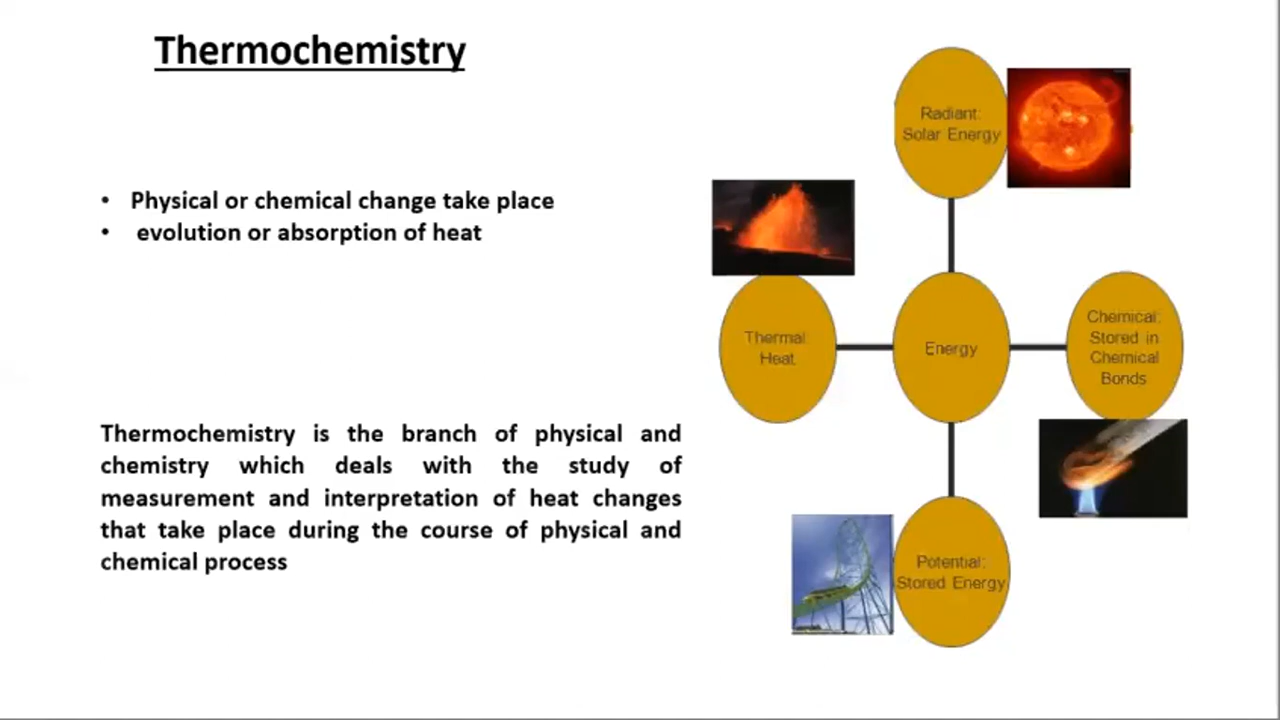 Thermochemistry
• Physical or chemical change take place
• evolution or absorption of heat
Thermochemistry is the branch of physical and
chemistry which deals with the study of
measurement and interpretation of heat changes
that take place during the course of physical and
chemical process
Radiant:
Solar Energy
Thermal:
Heat
Energy
Chemical:
Stored in
Chemical
Bonds
Potential:
Stored Energy